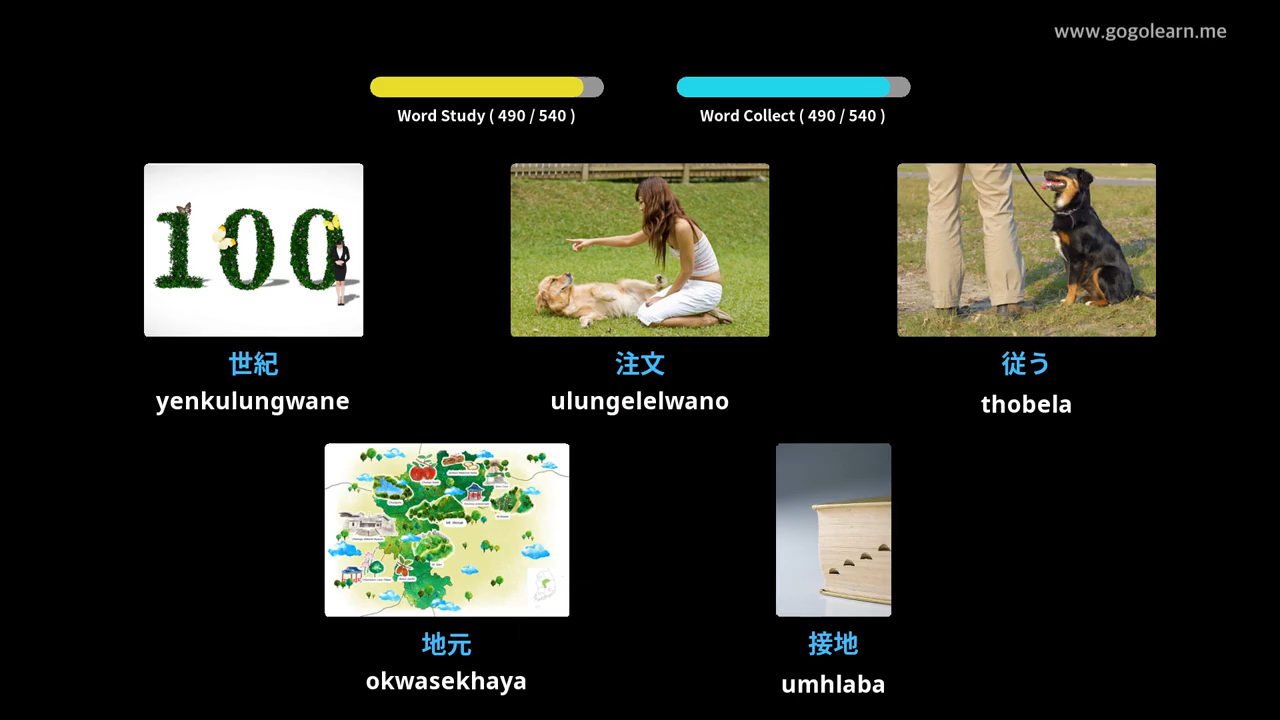 www.gogolearn.me
Word Study ( 490 / 540 )
Word Collect ( 490 / 540 )
100
世紀
yenkulungwane
注文
ulungelelwano
従う
thobela
地元
okwasekhaya
接地
umhlaba